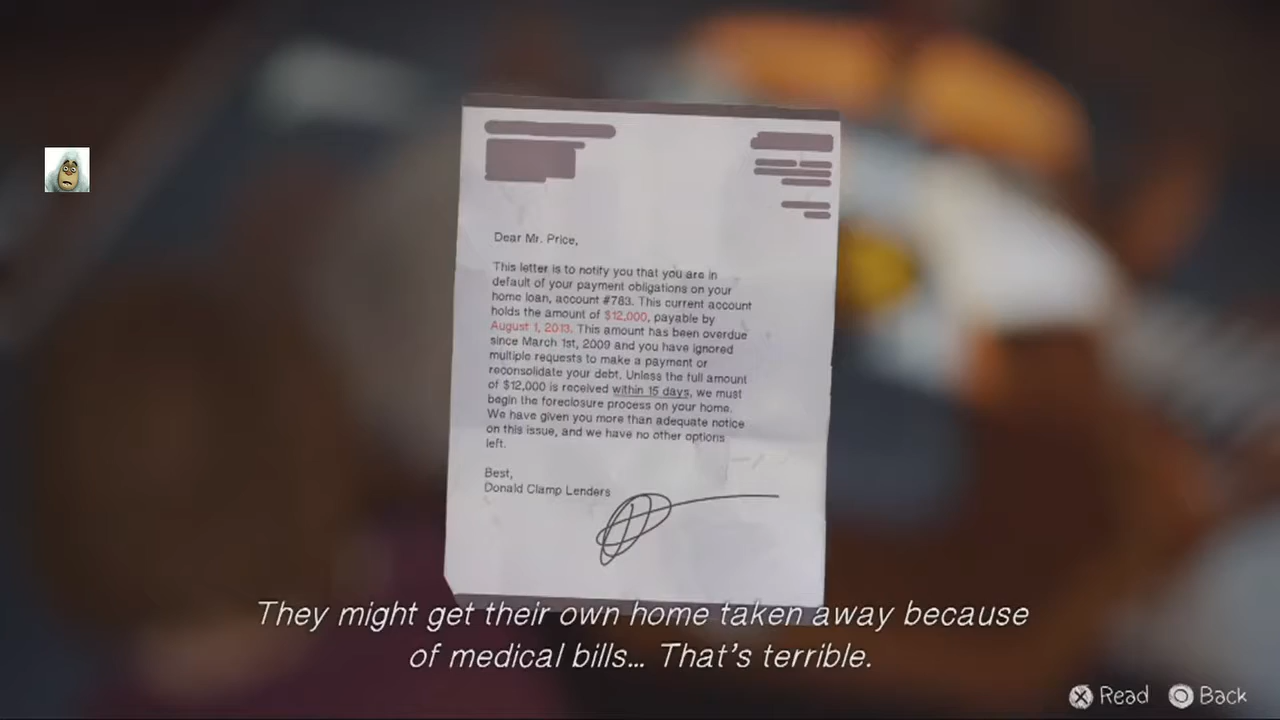 Dear Mr. Price,
This letter is to notify you that you are in
default of your payment obligations on your
home loan, account #783. This current account
holds the amount of $12,000, payable by
August 1, 2013. This amount has been overdue
since March 1st, 2009 and you have ignored
multiple requests to make a payment or
reconsolidate your debt. Unless the full amount
of $12,000 is received within 15 days, we must
begin the foreclosure process on your home.
We have given you more than adequate notice
on this issue, and we have no other options
left.
Best,
Donald Clamp Lenders
They might get their own home taken away because
of medical bills... That's terrible.
Read Back